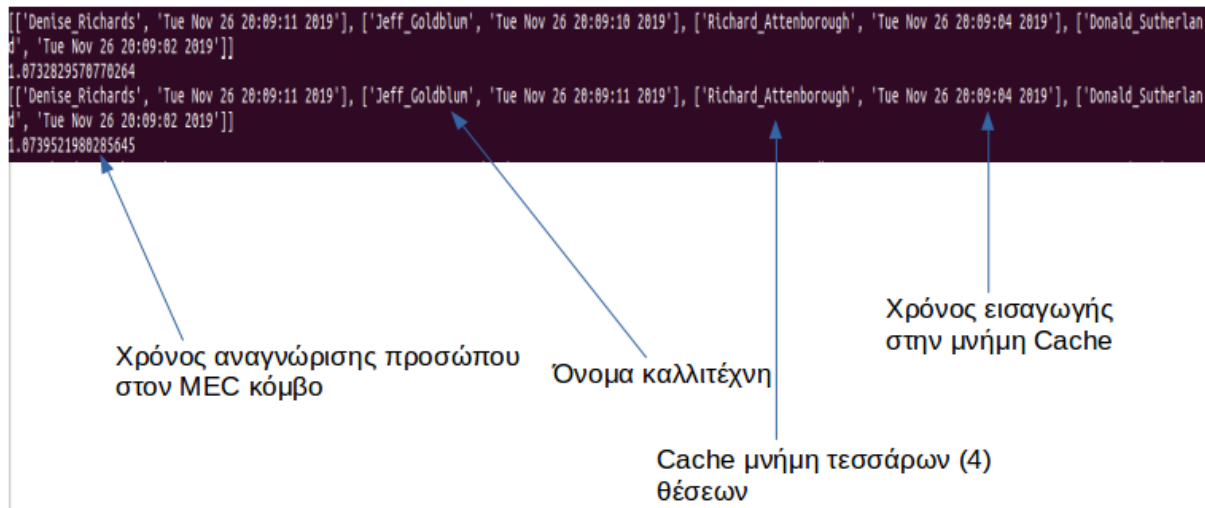 [['Denise_Richards', 'Tue Nov 26 20:09:11 2019'], ['Jeff_Goldblum', 'Tue Nov 26 20:09:10 2019'], ['Richard_Attenborough', 'Tue Nov 26 20:09:04 2019'], ['Donald_Sutherlan
d', 'Tue Nov 26 20:09:02 2019']]
1.0732829570770264
[['Denise_Richards', 'Tue Nov 26 20:09:11 2019'], ['Jeff_Goldblum', 'Tue Nov 26 20:09:11 2019'], ['Richard_Attenborough', 'Tue Nov 26 20:09:04 2019'], ['Donald_Sutherlan
d', 'Tue Nov 26 20:09:02 2019']]
1.0739521980285645
Χρόνος αναγνώρισης προσώπου
στον MEC κόμβο
Όνομα καλλιτέχνη
Χρόνος εισαγωγής
στην μνήμη Cache
Cache μνήμη τεσσάρων (4)
θέσεων